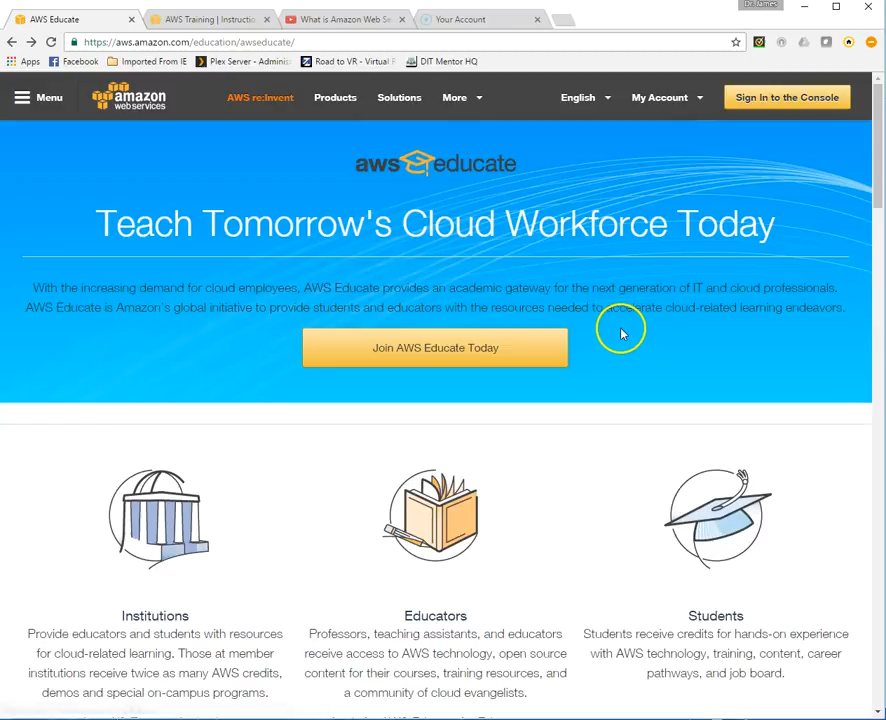 Dr.James
AWS Educate
AWS Training | Instructio
What is Amazon Web Se
Your Account
https://aws.amazon.com/education/awseducate/
Apps Facebook Imported From IE Plex Server - Adminis Road to VR - Virtual DIT Mentor HQ
Menu amazon AWS re:Invent Products Solutions More English My Account Sign In to the Console
webservices
aws educate
Teach Tomorrow's Cloud Workforce Today
With the increasing demand for cloud employees, AWS Educate provides an academic gateway for the next generation of IT and cloud professionals.
AWS Educate is Amazon's global initiative to provide students and educators with the resources needed to accelerate cloud-related learning endeavors.
Join AWS Educate Today
Institutions
Provide educators and students with resources
for cloud-related learning. Those at member
institutions receive twice as many AWS credits,
demos and special on-campus programs.
Educators
Professors, teaching assistants, and educators
receive access to AWS technology, open source
content for their courses, training resources, and
a community of cloud evangelists.
Students
Students receive credits for hands-on experience
with AWS technology, training, content, career
pathways, and job board.